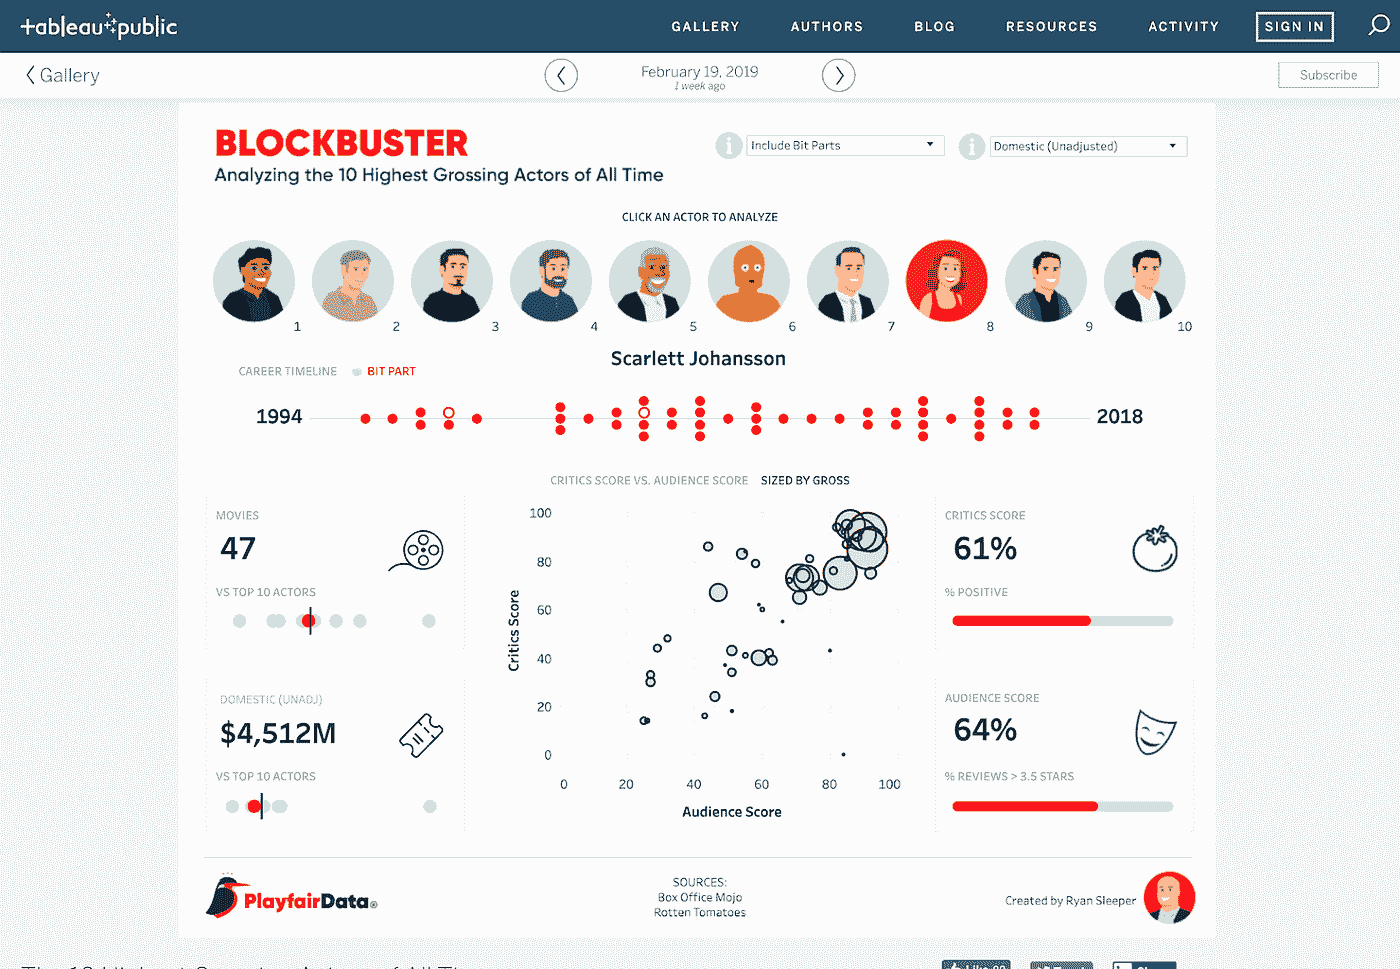 tableau public
GALLERY AUTHORS BLOG RESOURCES ACTIVITY SIGN IN
Gallery
February 19, 2019
1 week ago
Subscribe
BLOCKBUSTER
Analyzing the 10 Highest Grossing Actors of All Time
i Include Bit Parts
i Domestic (Unadjusted)
CLICK AN ACTOR TO ANALYZE
1 2 3 4 5 6 7 8 9 10
Scarlett Johansson
CAREER TIMELINE BIT PART
1994 2018
CRITICS SCORE VS. AUDIENCE SCORE SIZED BY GROSS
MOVIES
47
VS TOP 10 ACTORS
DOMESTIC (UNADJ)
$4,512M
VS TOP 10 ACTORS
Critics Score
100
80
60
40
20
0
0 20 40 60 80 100
Audience Score
CRITICS SCORE
61%
% POSITIVE
AUDIENCE SCORE
64%
% REVIEWS > 3.5 STARS
PlayfairData
SOURCES:
Box Office Mojo
Rotten Tomatoes
Created by Ryan Sleeper